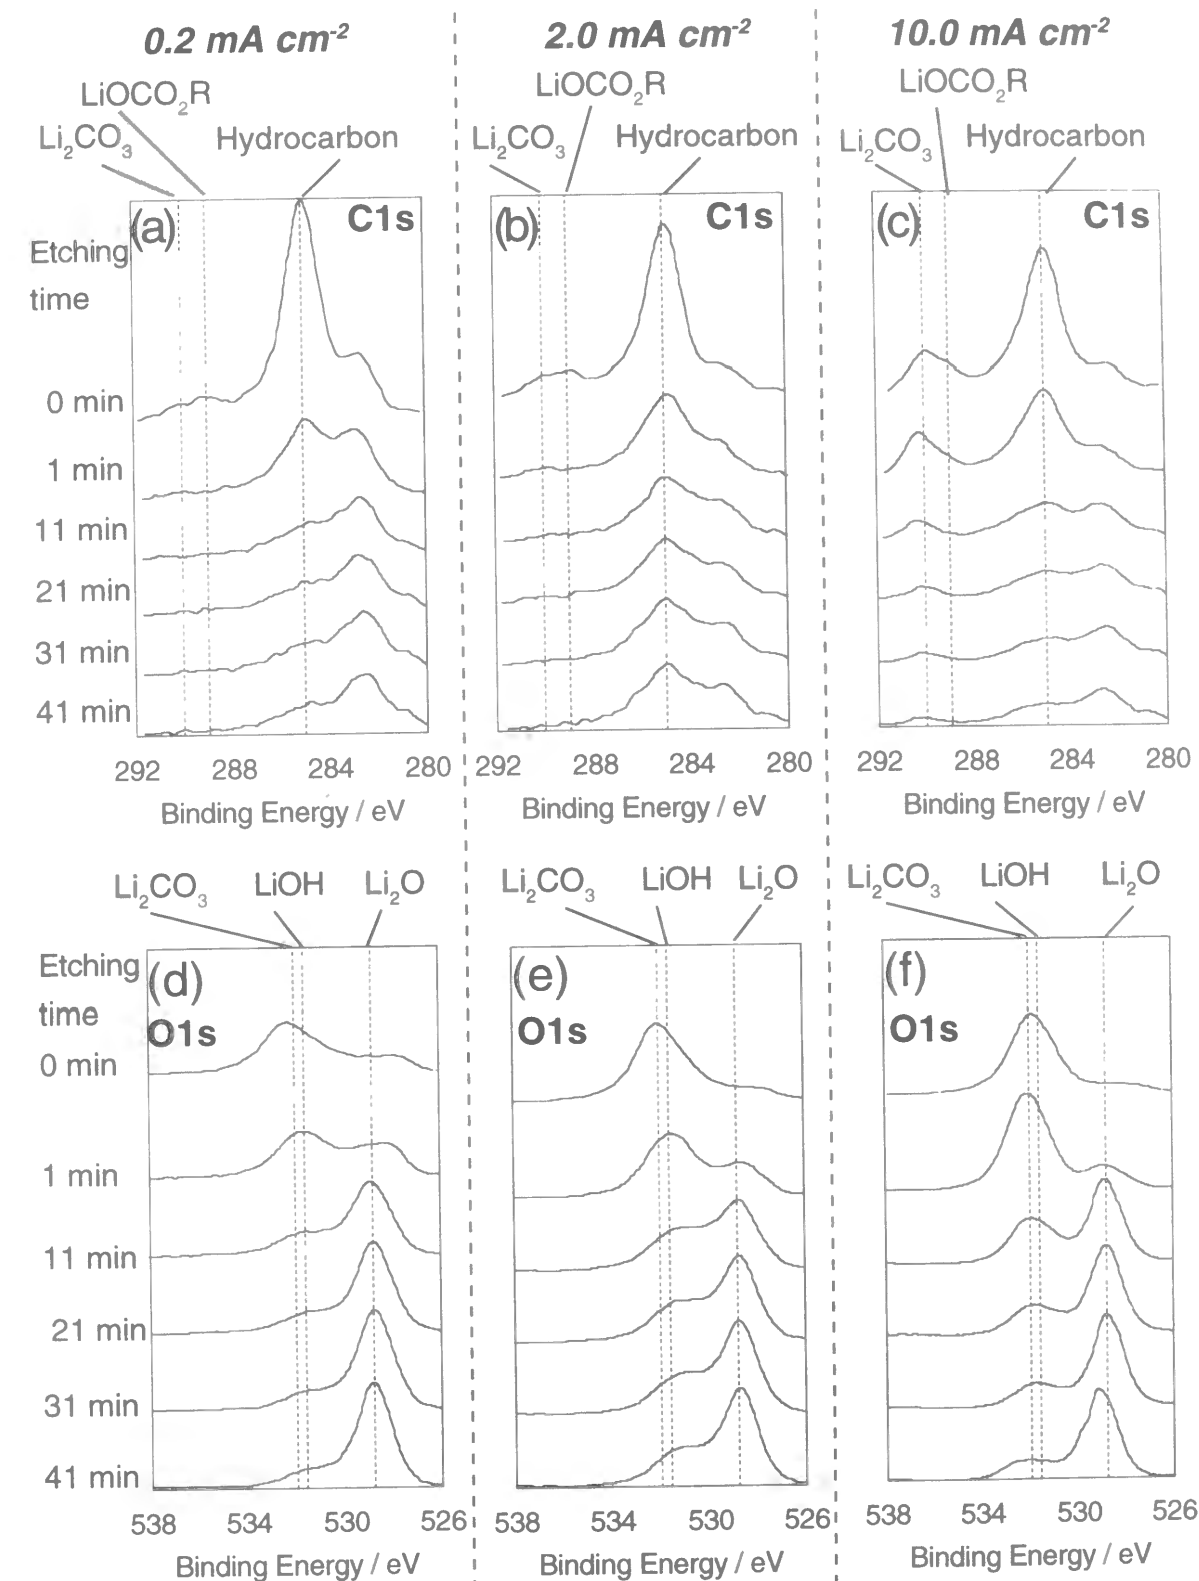 0.2 mA cm-2 2.0 mA cm-2 10.0 mA cm-2
LiOCO2R LiOCO2R LiOCO2R
Li2CO3 Hydrocarbon Li2CO3 Hydrocarbon Li2CO3 Hydrocarbon
(a) C1s (b) C1s (c) C1s
Etching
time
0 min
1 min
11 min
21 min
31 min
41 min
292 288 284 280 292 288 284 280 292 288 284 280
Binding Energy / eV Binding Energy / eV Binding Energy / eV
Li2CO3 LiOH Li2O Li2CO3 LiOH Li2O Li2CO3 LiOH Li2O
Etching (d) (e) (f)
time O1s O1s O1s
0 min
1 min
11 min
21 min
31 min
41 min
538 534 530 526 538 534 530 526 538 534 530 526
Binding Energy / eV Binding Energy / eV Binding Energy / eV